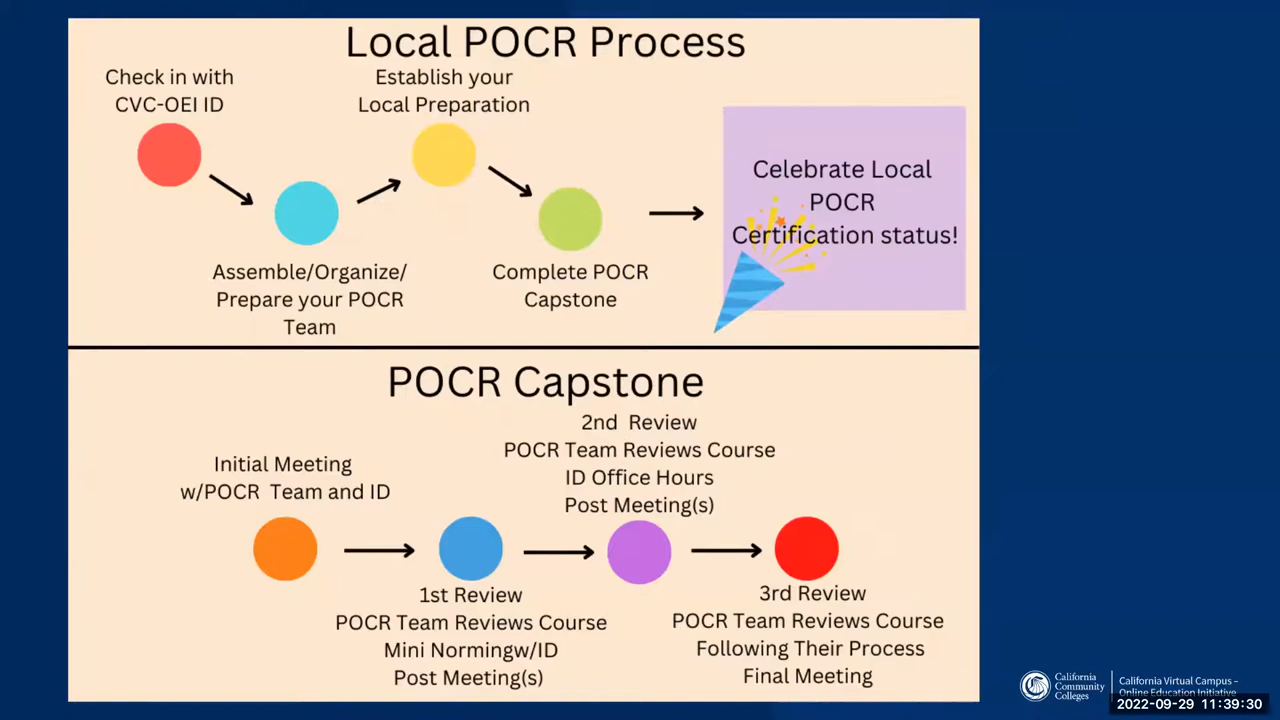 Local POCR Process
Check in with
CVC-OEI ID
Establish your
Local Preparation
Assemble/Organize/
Prepare your POCR
Team
Complete POCR
Capstone
Celebrate Local
POCR
Certification status!
POCR Capstone
Initial Meeting
w/POCR Team and ID
1st Review
POCR Team Reviews Course
Mini Normingw/ID
Post Meeting(s)
2nd Review
POCR Team Reviews Course
ID Office Hours
Post Meeting(s)
3rd Review
POCR Team Reviews Course
Following Their Process
Final Meeting
California
Community
Colleges
California Virtual Campus –
Online Education Initiative
2022-09-29 11:39:30